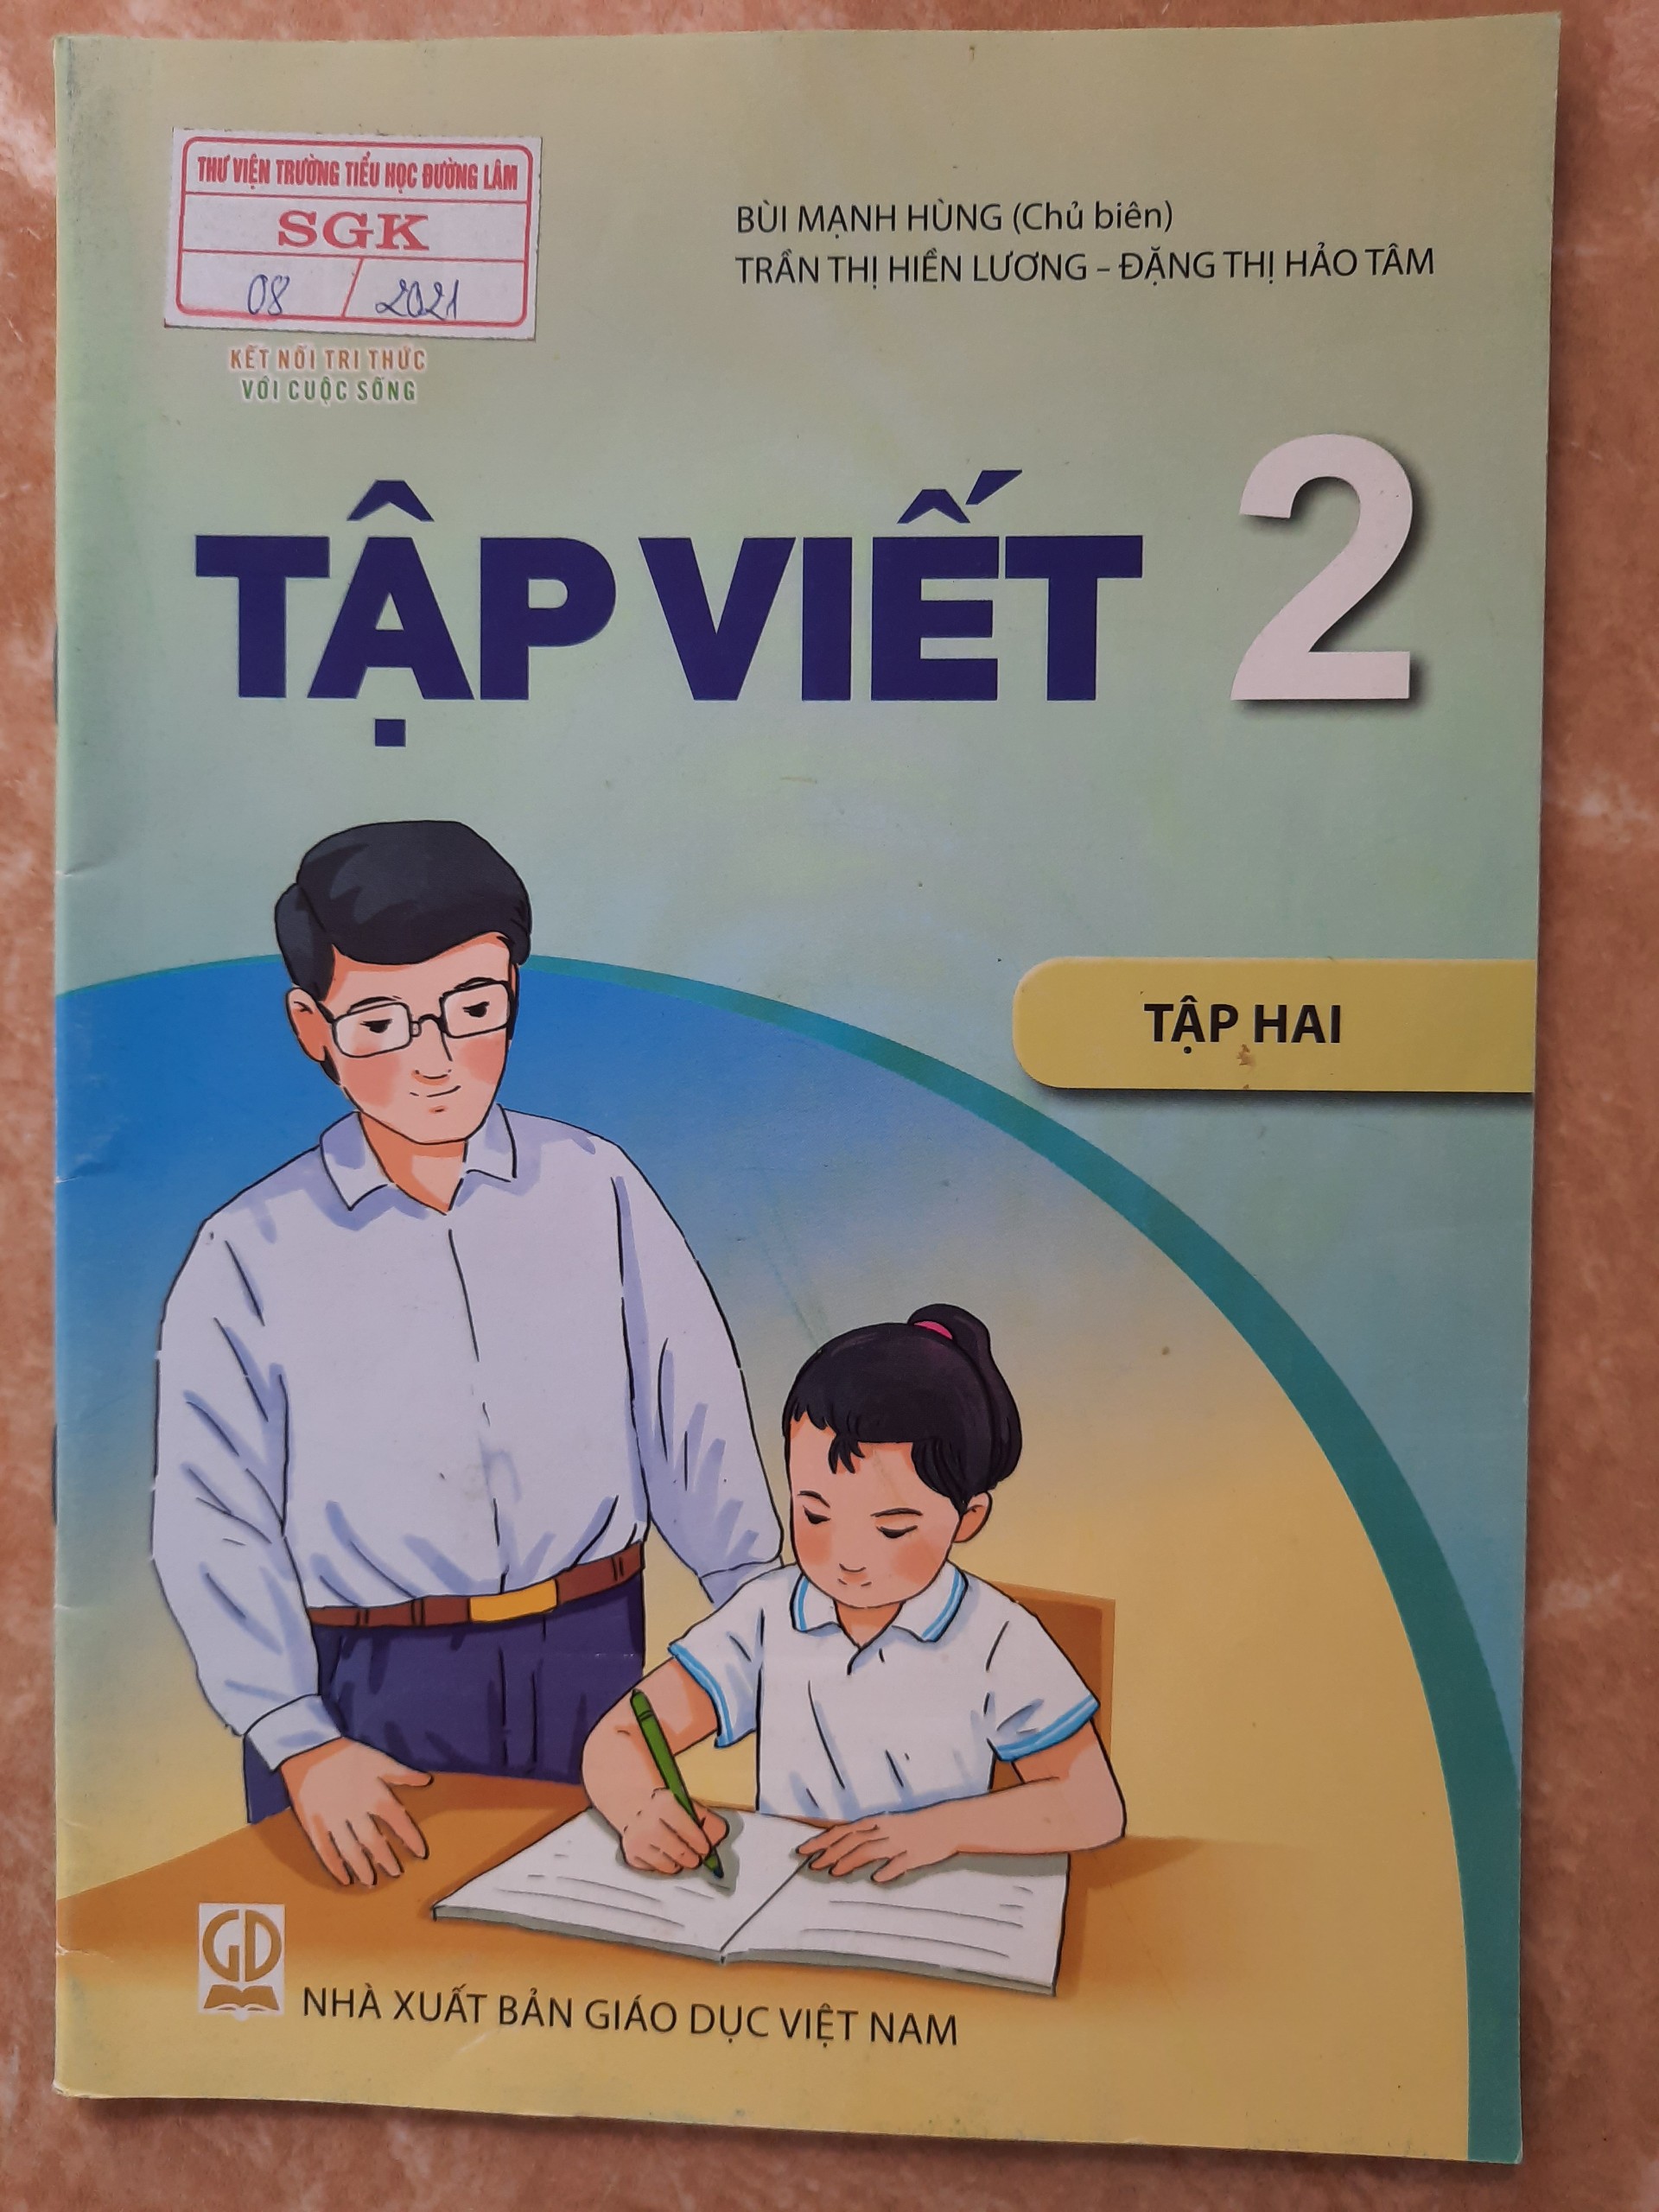 THƯ VIỆN TRƯỜNG TIỂU HỌC ĐƯỜNG LÂM
SGK
08 / 2021
KẾT NỐI TRI THỨC
VỚI CUỘC SỐNG
BÙI MẠNH HÙNG (Chủ biên)
TRẦN THỊ HIỀN LƯƠNG – ĐẶNG THỊ HẢO TÂM
TẬP VIẾT 2
TẬP HAI
GD
NHÀ XUẤT BẢN GIÁO DỤC VIỆT NAM